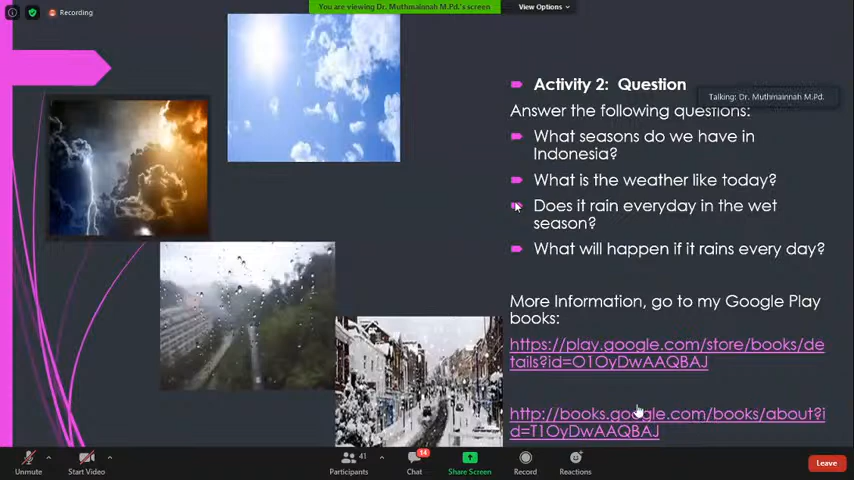 Recording
You are viewing Dr. Muthmainnah M.Pd.'s screen
View Options
Activity 2: Question
Talking: Dr. Muthmainnah M.Pd.
Answer the following questions:
What seasons do we have in
Indonesia?
What is the weather like today?
Does it rain everyday in the wet
season?
What will happen if it rains every day?
More Information, go to my Google Play
books:
https://play.google.com/store/books/de
tails?id=O1OyDwAAQBAJ
http://books.google.com/books/about?i
d=T1OyDwAAQBAJ
Unmute
Start Video
41
Participants
14
Chat
Share Screen
Record
Reactions
Leave